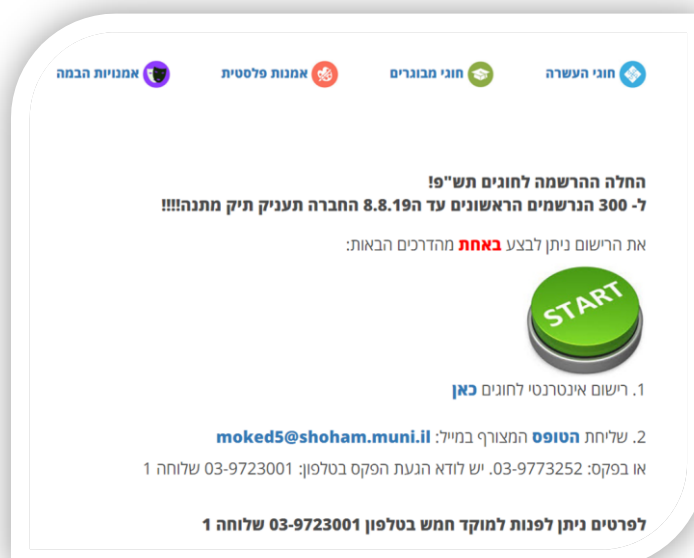 חוגי העשרה
חוגי מבוגרים
אמנות פלסטית
אמנויות הבמה
החלה ההרשמה לחוגים תש"פ!
ל- 300 הנרשמים הראשונים עד ה8.8.19 החברה תעניק תיק מתנה!!!!
את הרישום ניתן לבצע באחת מהדרכים הבאות:
START
1. רישום אינטרנטי לחוגים כאן
2. שליחת הטופס המצורף במייל: moked5@shoham.muni.il
או בפקס: 03-9773252. יש לודא הגעת הפקס בטלפון: 03-9723001 שלוחה 1
לפרטים ניתן לפנות למוקד חמש בטלפון 03-9723001 שלוחה 1